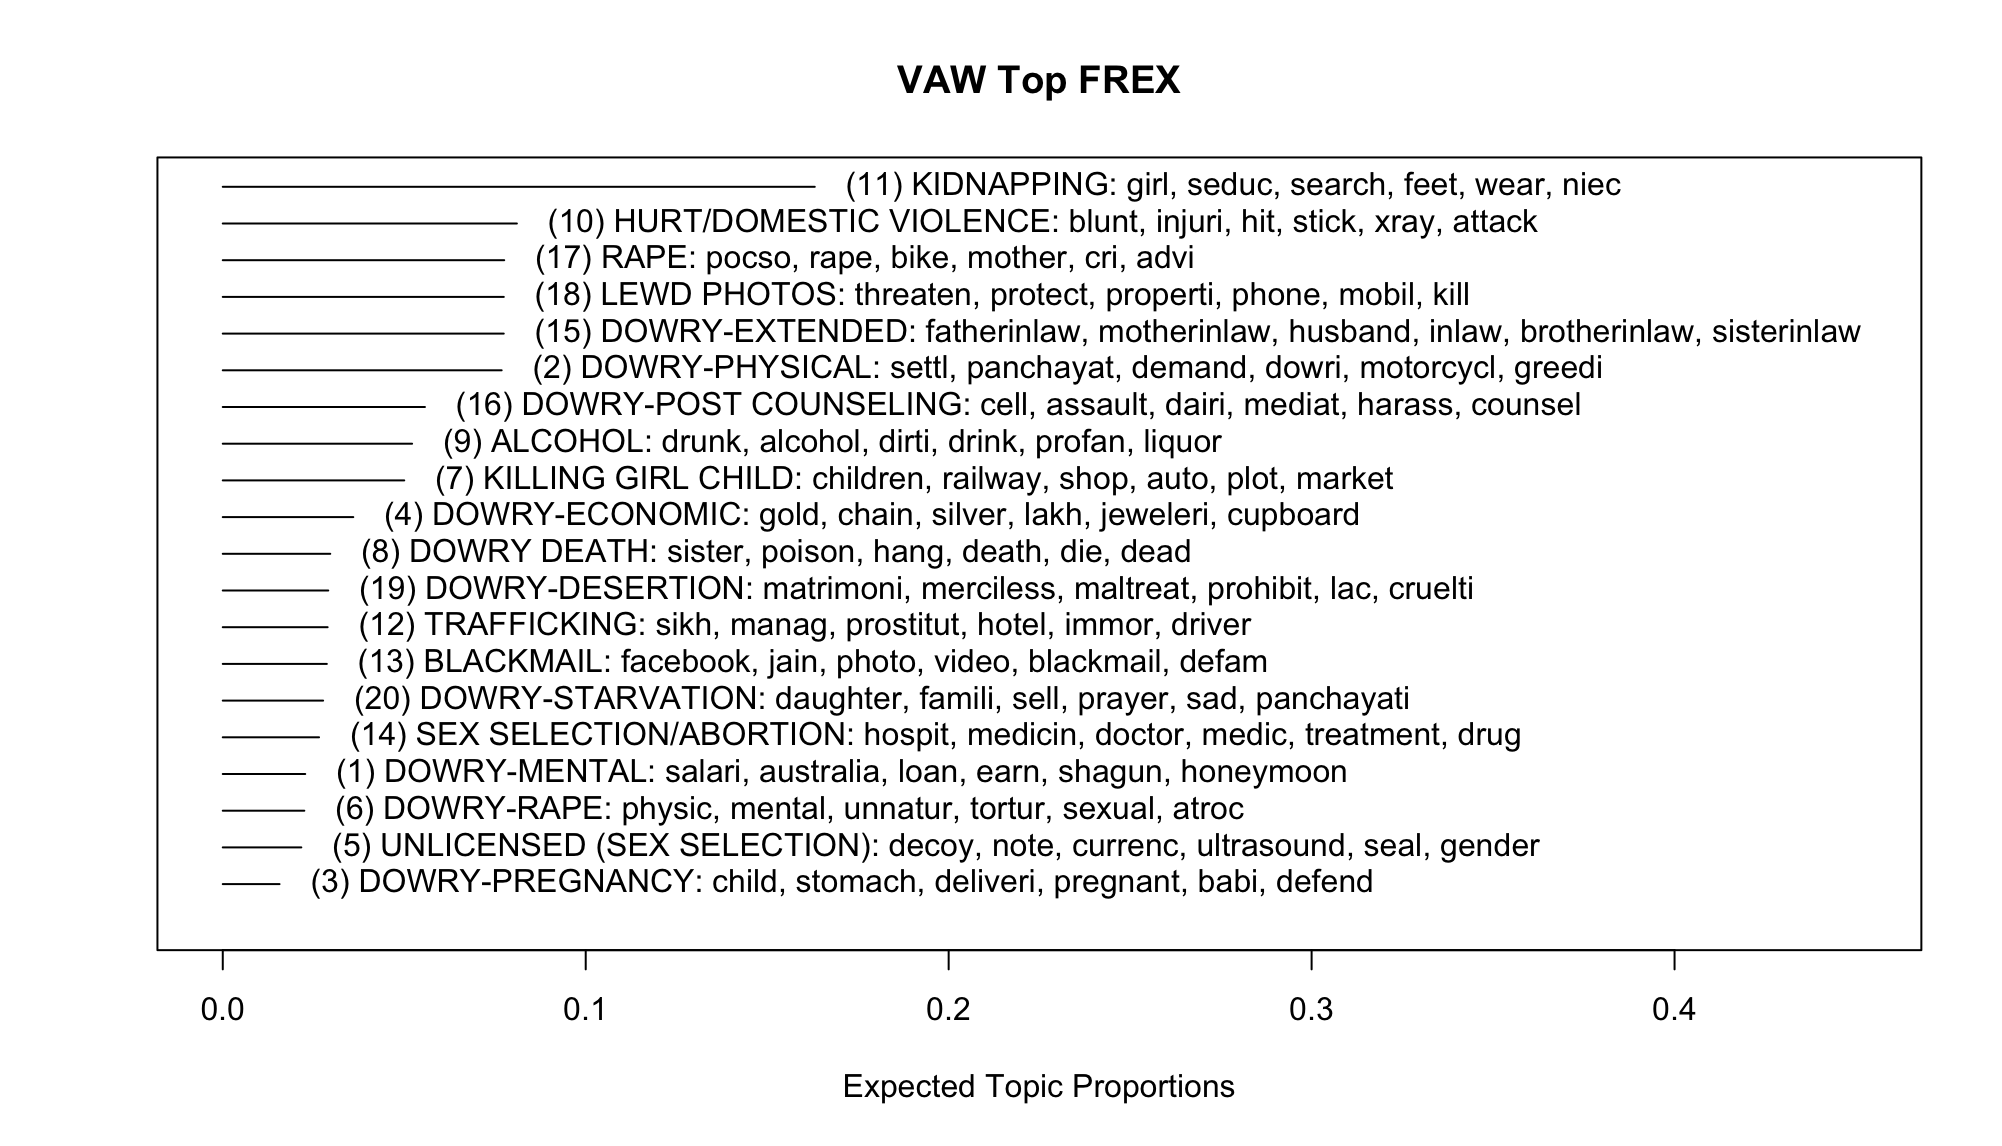 VAW Top FREX
(11) KIDNAPPING: girl, seduc, search, feet, wear, niec
(10) HURT/DOMESTIC VIOLENCE: blunt, injuri, hit, stick, xray, attack
(17) RAPE: pocso, rape, bike, mother, cri, advi
(18) LEWD PHOTOS: threaten, protect, properti, phone, mobil, kill
(15) DOWRY-EXTENDED: fatherinlaw, motherinlaw, husband, inlaw, brotherinlaw, sisterinlaw
(2) DOWRY-PHYSICAL: settl, panchayat, demand, dowri, motorcycl, greedi
(16) DOWRY-POST COUNSELING: cell, assault, dairi, mediat, harass, counsel
(9) ALCOHOL: drunk, alcohol, dirti, drink, profan, liquor
(7) KILLING GIRL CHILD: children, railway, shop, auto, plot, market
(4) DOWRY-ECONOMIC: gold, chain, silver, lakh, jeweleri, cupboard
(8) DOWRY DEATH: sister, poison, hang, death, die, dead
(19) DOWRY-DESERTION: matrimoni, merciless, maltreat, prohibit, lac, cruelti
(12) TRAFFICKING: sikh, manag, prostitut, hotel, immor, driver
(13) BLACKMAIL: facebook, jain, photo, video, blackmail, defam
(20) DOWRY-STARVATION: daughter, famili, sell, prayer, sad, panchayati
(14) SEX SELECTION/ABORTION: hospit, medicin, doctor, medic, treatment, drug
(1) DOWRY-MENTAL: salari, australia, loan, earn, shagun, honeymoon
(6) DOWRY-RAPE: physic, mental, unnatur, tortur, sexual, atroc
(5) UNLICENSED (SEX SELECTION): decoy, note, currenc, ultrasound, seal, gender
(3) DOWRY-PREGNANCY: child, stomach, deliveri, pregnant, babi, defend
0.0 0.1 0.2 0.3 0.4
Expected Topic Proportions